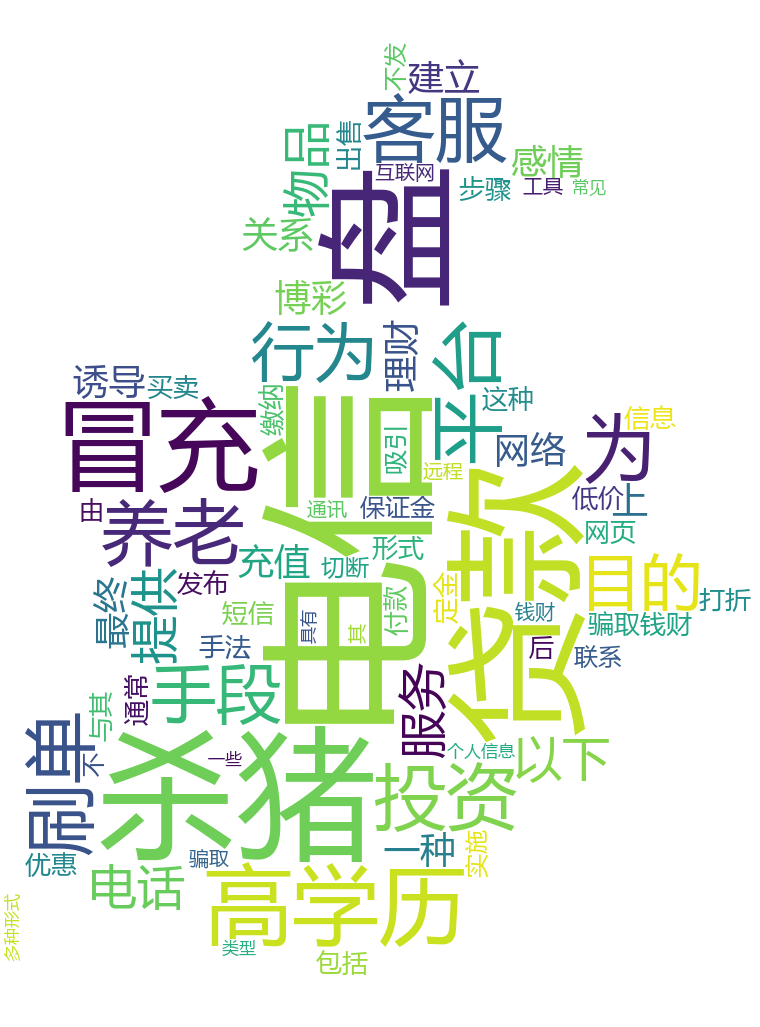 不发
建立
客服
出售
物品
互联网
感情
步骤
工具
常见
盘
关系
博彩
行为
理财
平台
诱导
买卖
缴纳
这种
冒充
电信
吸引
网络
为
信息
远程
贷款
低价
上
由
养老
通讯
保证金
网页
充值
切断
形式
目的
打折
最终
提供
发布
短信
具有
其
付款
定金
钱财
骗取钱财
手法
后
联系
与其
通常
手段
服务
刷单
不
杀猪
一些
个人信息
以下
投资
一种
实施
优惠
骗取
电话
高学历
多种形式
类型
包括